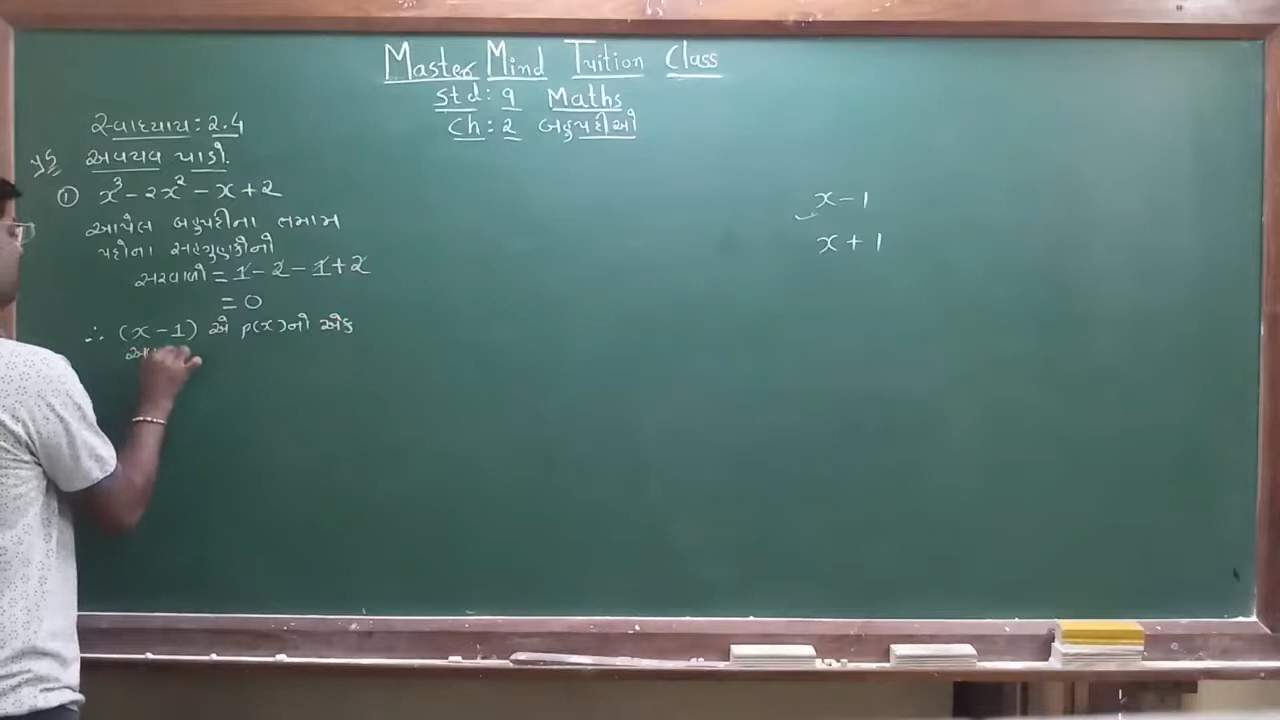 Master Mind Tuition Class
std: 9 Maths
Ch: 2 બહુપદીઓ
સ્વાધ્યાય: 2.4
પ્ર.5 અવયવ પાડો.
① x³ - 2x² - x + 2
આપેલ બહુપદીના તમામ
પદોના સહગુણકોનો
સરવાળો = 1 - 2 - 1 + 2
= 0
∴ (x - 1) એ p(x)નો એક
x - 1
x + 1